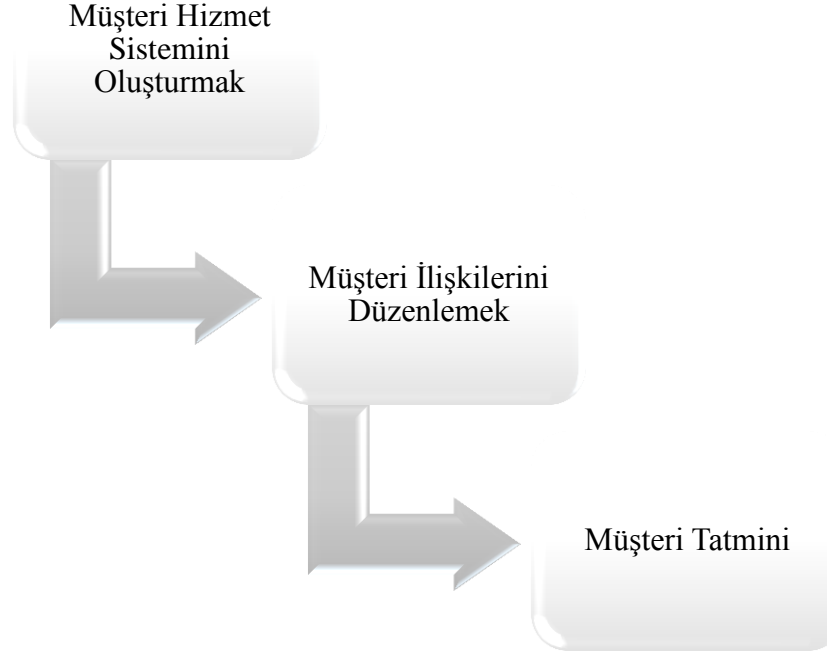 Müşteri Hizmet
Sistemini
Oluşturmak
Müşteri İlişkilerini
Düzenlemek
Müşteri Tatmini